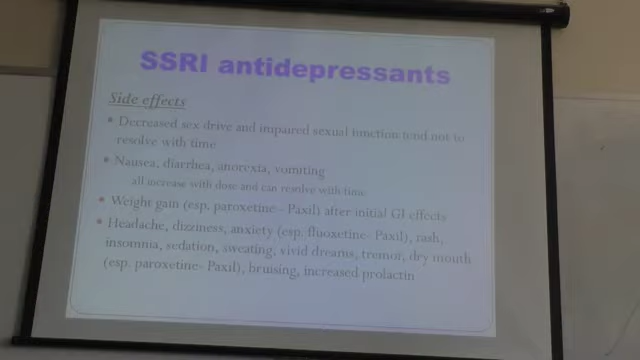 SSRI antidepressants
Side effects
• Decreased sex drive and impaired sexual function tend not to
resolve with time
• Nausea, diarrhea, anorexia, vomiting
all increase with dose and can resolve with time
• Weight gain (esp. paroxetine- Paxil) after initial GI effects
• Headache, dizziness, anxiety (esp. fluoxetine- Paxil), rash,
insomnia, sedation, sweating, vivid dreams, tremor, dry mouth
(esp. paroxetine- Paxil), bruising, increased prolactin